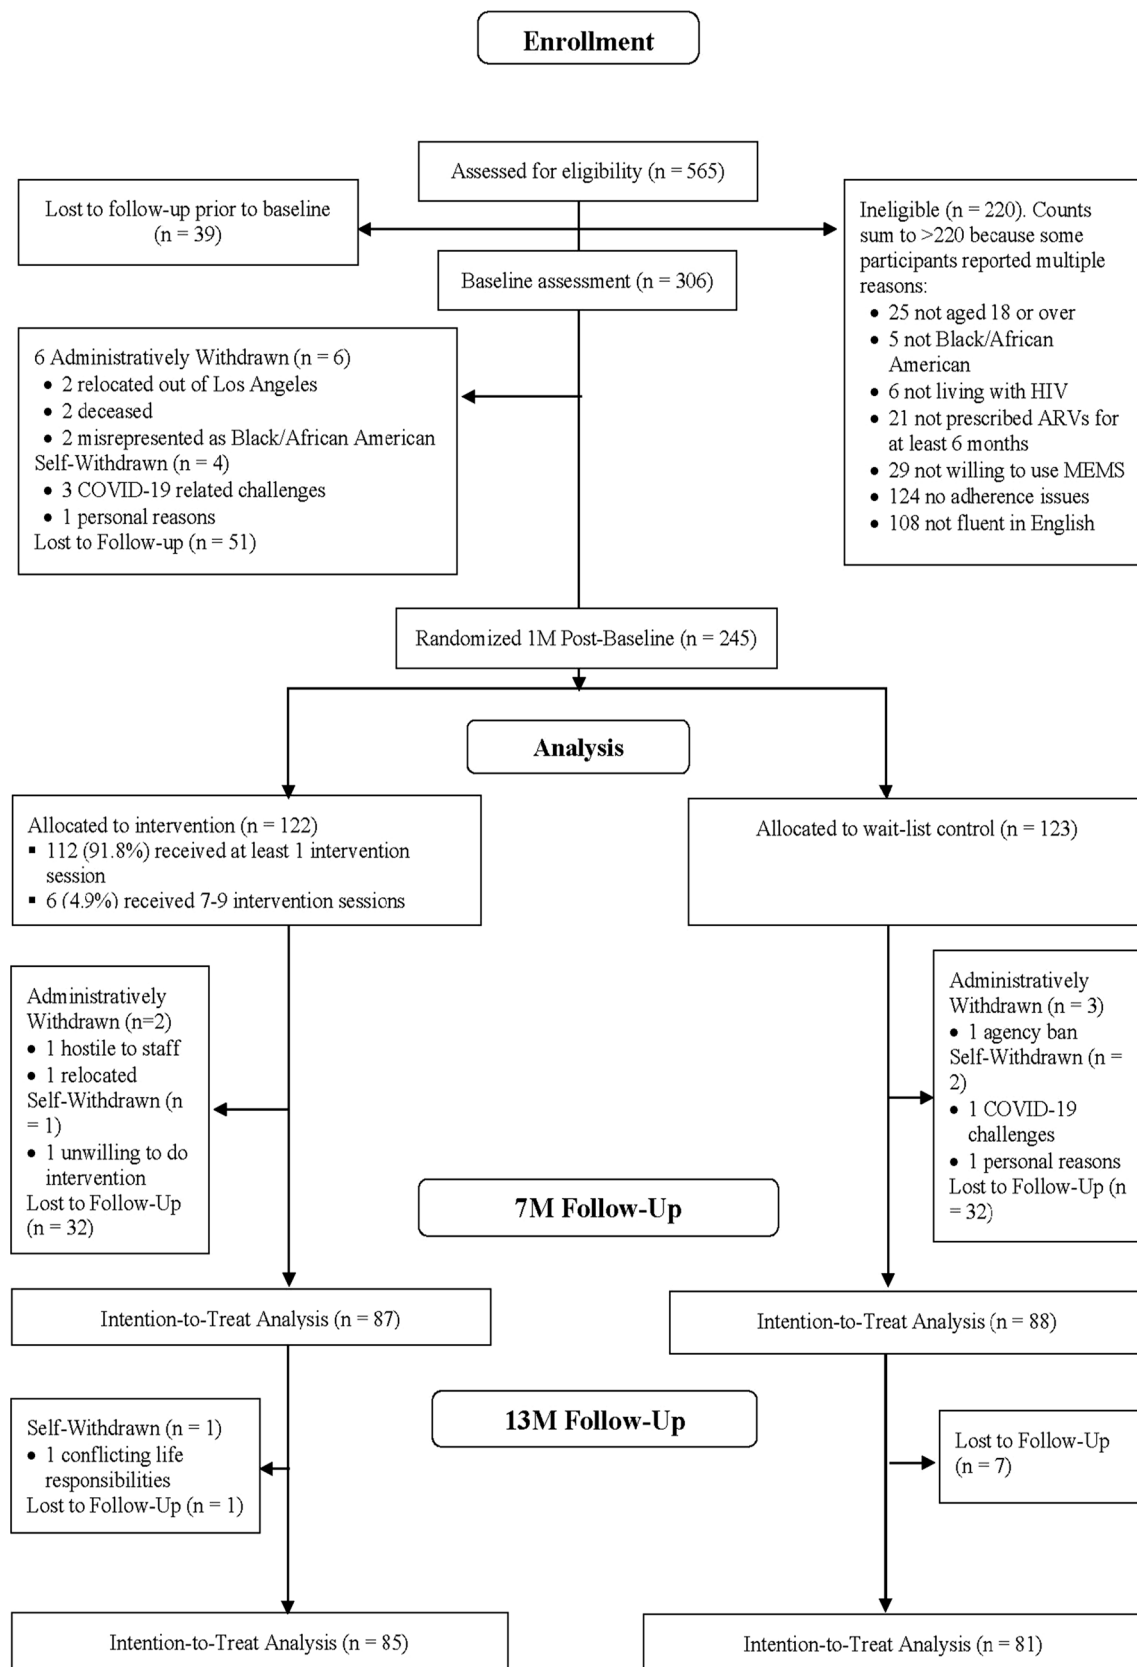 Enrollment
Assessed for eligibility (n = 565)
Lost to follow-up prior to baseline
(n = 39)
Ineligible (n = 220). Counts
sum to >220 because some
participants reported multiple
reasons:
• 25 not aged 18 or over
• 5 not Black/African
American
• 6 not living with HIV
• 21 not prescribed ARVs for
at least 6 months
• 29 not willing to use MEMS
• 124 no adherence issues
• 108 not fluent in English
Baseline assessment (n = 306)
6 Administratively Withdrawn (n = 6)
• 2 relocated out of Los Angeles
• 2 deceased
• 2 misrepresented as Black/African American
Self-Withdrawn (n = 4)
• 3 COVID-19 related challenges
• 1 personal reasons
Lost to Follow-up (n = 51)
Randomized 1M Post-Baseline (n = 245)
Analysis
Allocated to intervention (n = 122)
▪ 112 (91.8%) received at least 1 intervention
session
▪ 6 (4.9%) received 7-9 intervention sessions
Allocated to wait-list control (n = 123)
Administratively
Withdrawn (n=2)
• 1 hostile to staff
• 1 relocated
Self-Withdrawn (n
= 1)
• 1 unwilling to do
intervention
Lost to Follow-Up
(n = 32)
Administratively
Withdrawn (n = 3)
• 1 agency ban
Self-Withdrawn (n =
2)
• 1 COVID-19
challenges
• 1 personal reasons
Lost to Follow-Up (n
= 32)
7M Follow-Up
Intention-to-Treat Analysis (n = 87)
Intention-to-Treat Analysis (n = 88)
13M Follow-Up
Self-Withdrawn (n = 1)
• 1 conflicting life
responsibilities
Lost to Follow-Up (n = 1)
Lost to Follow-Up
(n = 7)
Intention-to-Treat Analysis (n = 85)
Intention-to-Treat Analysis (n = 81)